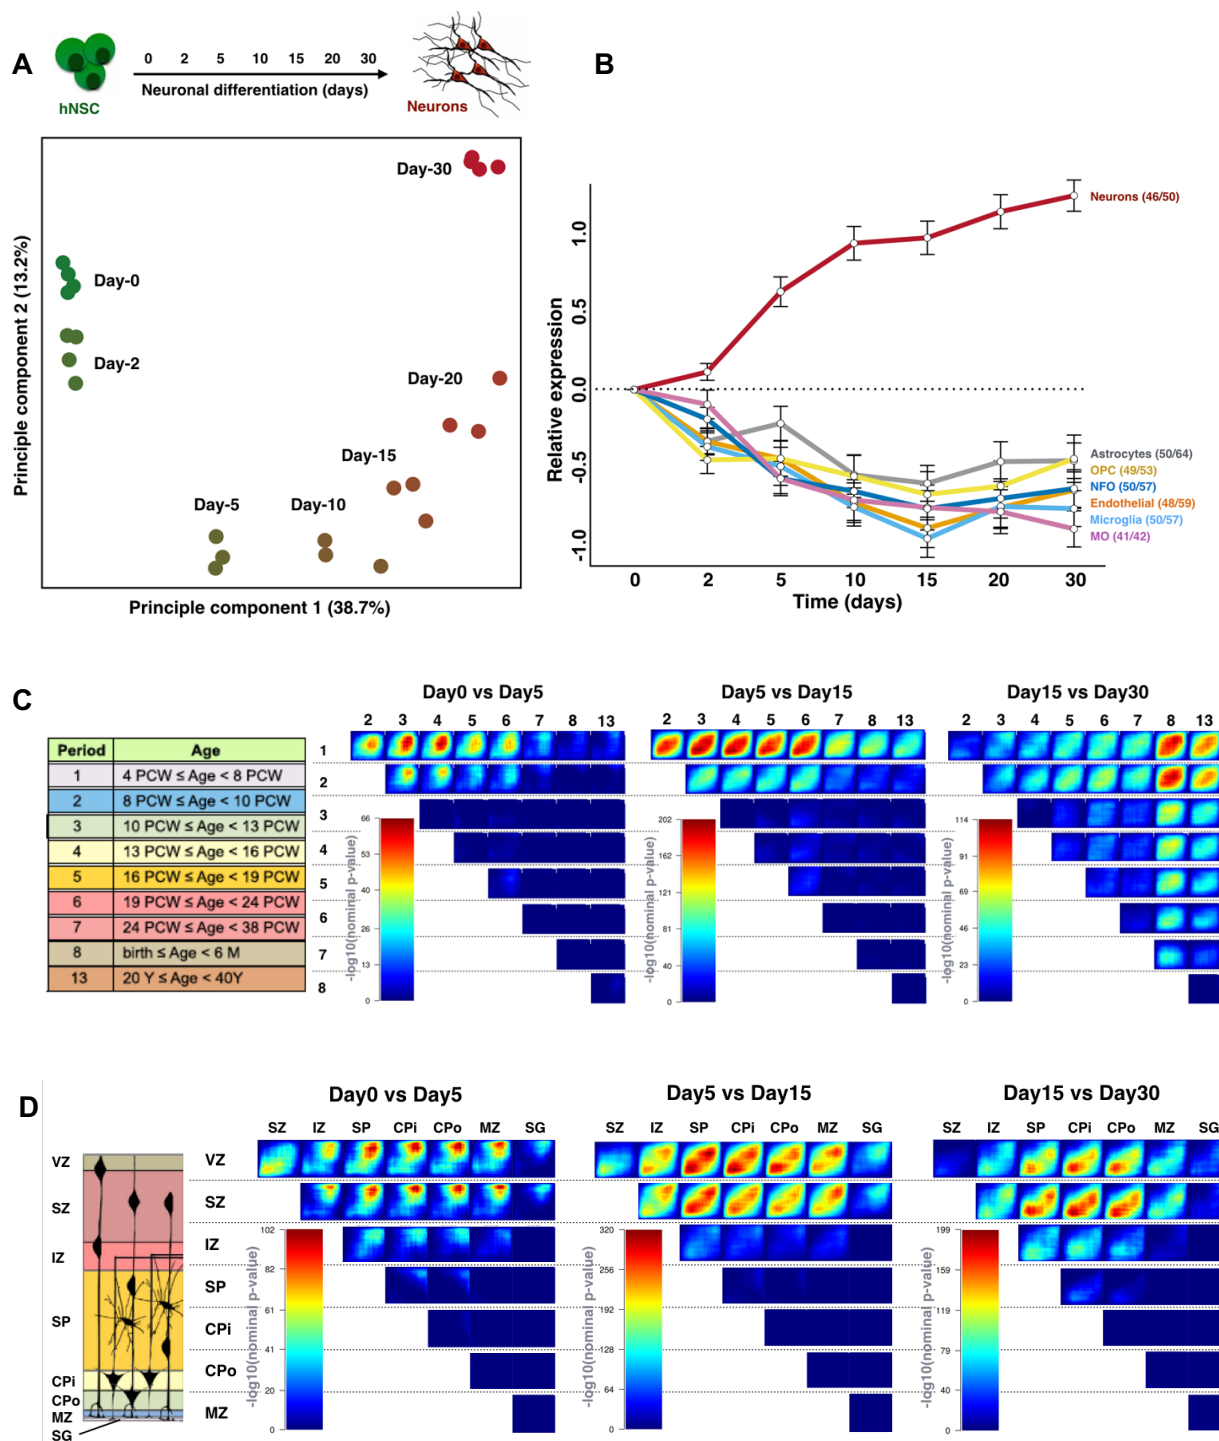 A
0 2 5 10 15 20 30
Neuronal differentiation (days)
hNSC
Neurons
Principle component 2 (13.2%)
Day-30
Day-0
Day-2
Day-20
Day-15
Day-5
Day-10
Principle component 1 (38.7%)
B
Relative expression
1.0
0.5
0.0
-0.5
-1.0
Neurons (46/50)
Astrocytes (50/64)
OPC (49/53)
NFO (50/57)
Endothelial (48/59)
Microglia (50/57)
MO (41/42)
0 2 5 10 15 20 30
Time (days)
C
Period Age
1 4 PCW ≤ Age < 8 PCW
2 8 PCW ≤ Age < 10 PCW
3 10 PCW ≤ Age < 13 PCW
4 13 PCW ≤ Age < 16 PCW
5 16 PCW ≤ Age < 19 PCW
6 19 PCW ≤ Age < 24 PCW
7 24 PCW ≤ Age < 38 PCW
8 birth ≤ Age < 6 M
13 20 Y ≤ Age < 40Y
Day0 vs Day5
2 3 4 5 6 7 8 13
1
2
3
4
5
6
7
8
-log10(nominal p-value)
66
53
40
26
13
0
Day5 vs Day15
2 3 4 5 6 7 8 13
-log10(nominal p-value)
202
162
121
81
40
0
Day15 vs Day30
2 3 4 5 6 7 8 13
-log10(nominal p-value)
114
91
69
46
23
0
D
VZ
SZ
IZ
SP
CPi
CPo
MZ
SG
Day0 vs Day5
SZ IZ SP CPi CPo MZ SG
VZ
SZ
IZ
SP
CPi
CPo
MZ
-log10(nominal p-value)
102
82
61
41
20
0
Day5 vs Day15
SZ IZ SP CPi CPo MZ SG
-log10(nominal p-value)
320
256
192
128
64
0
Day15 vs Day30
SZ IZ SP CPi CPo MZ SG
-log10(nominal p-value)
199
159
119
79
40
0